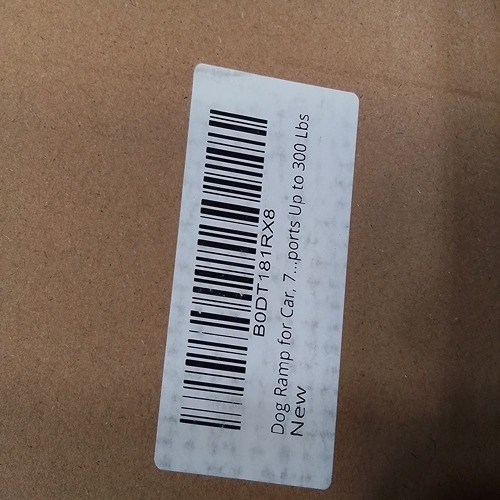 B0DT181RX8
Dog Ramp for Car, 7...ports Up to 300 Lbs
New